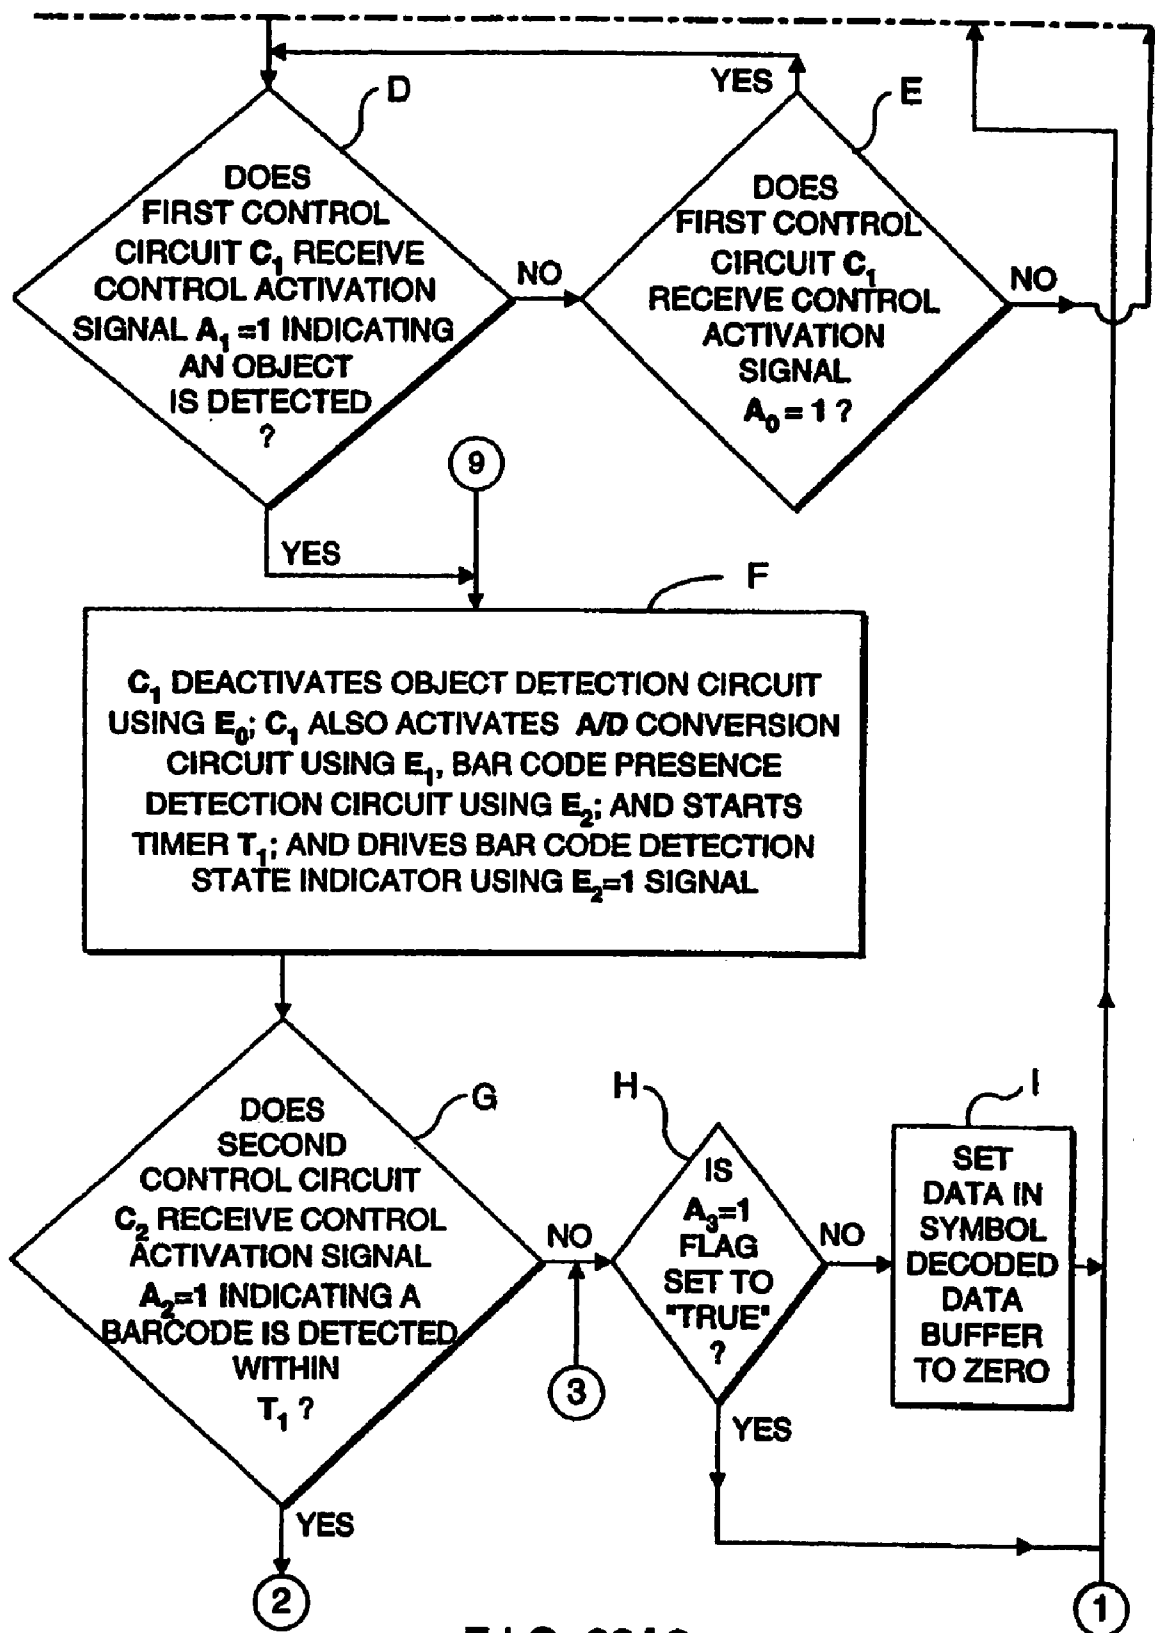 D
DOES
FIRST CONTROL
CIRCUIT C₁ RECEIVE
CONTROL ACTIVATION
SIGNAL A₁ =1 INDICATING
AN OBJECT
IS DETECTED
?
NO
YES
E
YES
DOES
FIRST CONTROL
CIRCUIT C₁
RECEIVE CONTROL
ACTIVATION
SIGNAL
A₀ = 1 ?
NO
9
F
C₁ DEACTIVATES OBJECT DETECTION CIRCUIT
USING E₀; C₁ ALSO ACTIVATES A/D CONVERSION
CIRCUIT USING E₁, BAR CODE PRESENCE
DETECTION CIRCUIT USING E₂; AND STARTS
TIMER T₁; AND DRIVES BAR CODE DETECTION
STATE INDICATOR USING E₂=1 SIGNAL
G
DOES
SECOND
CONTROL CIRCUIT
C₂ RECEIVE CONTROL
ACTIVATION SIGNAL
A₂=1 INDICATING A
BARCODE IS DETECTED
WITHIN
T₁ ?
NO
YES
2
3
H
IS
A₃=1
FLAG
SET TO
"TRUE"
?
NO
YES
I
SET
DATA IN
SYMBOL
DECODED
DATA
BUFFER
TO ZERO
1